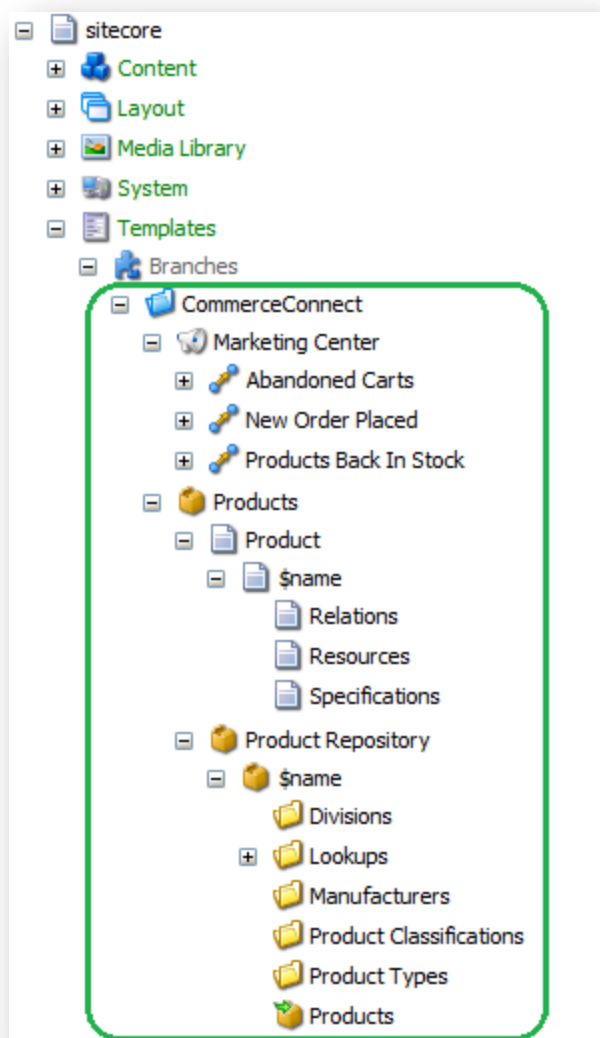 sitecore
Content
Layout
Media Library
System
Templates
Branches
CommerceConnect
Marketing Center
Abandoned Carts
New Order Placed
Products Back In Stock
Products
Product
$name
Relations
Resources
Specifications
Product Repository
$name
Divisions
Lookups
Manufacturers
Product Classifications
Product Types
Products